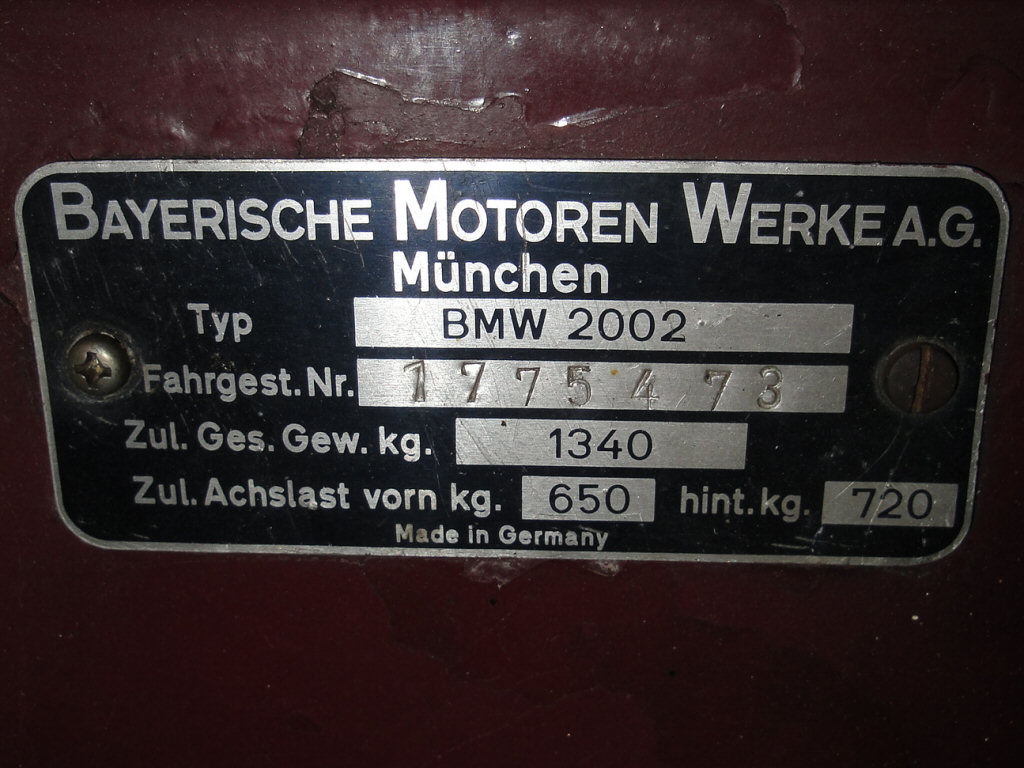 BAYERISCHE MOTOREN WERKE A.G.
München
Typ BMW 2002
Fahrgest.Nr. 1775473
Zul. Ges. Gew. kg. 1340
Zul. Achslast vorn kg. 650 hint. kg. 720
Made in Germany